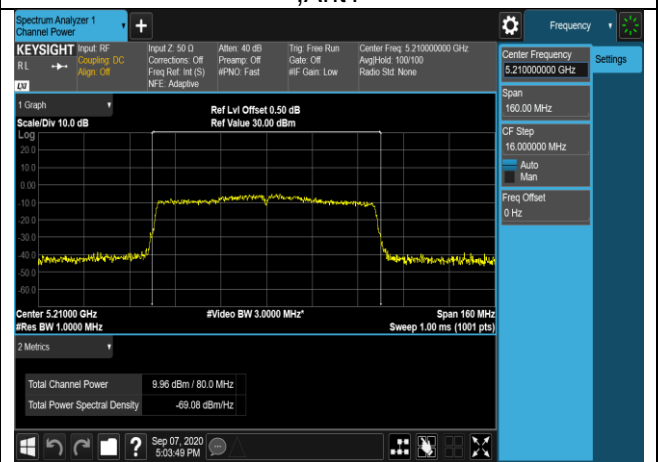 ;Ant1
Spectrum Analyzer 1
Channel Power
Frequency
KEYSIGHT
RL
LXI
Input: RF
Coupling: DC
Align: Off
Input Z: 50 Ω
Corrections: Off
Freq Ref: Int (S)
NFE: Adaptive
Atten: 40 dB
Preamp: Off
#PNO: Fast
Trig: Free Run
Gate: Off
#IF Gain: Low
Center Freq: 5.210000000 GHz
Avg|Hold: 100/100
Radio Std: None
Center Frequency
5.210000000 GHz
Settings
Span
160.00 MHz
CF Step
16.000000 MHz
Auto
Man
Freq Offset
0 Hz
1 Graph
Scale/Div 10.0 dB
Ref Lvl Offset 0.50 dB
Ref Value 30.00 dBm
Log
20.0
10.0
0.00
-10.0
-20.0
-30.0
-40.0
-50.0
-60.0
Center 5.21000 GHz
#Res BW 1.0000 MHz
#Video BW 3.0000 MHz*
Span 160 MHz
Sweep 1.00 ms (1001 pts)
2 Metrics
Total Channel Power 9.96 dBm / 80.0 MHz
Total Power Spectral Density -69.08 dBm/Hz
Sep 07, 2020
5:03:49 PM